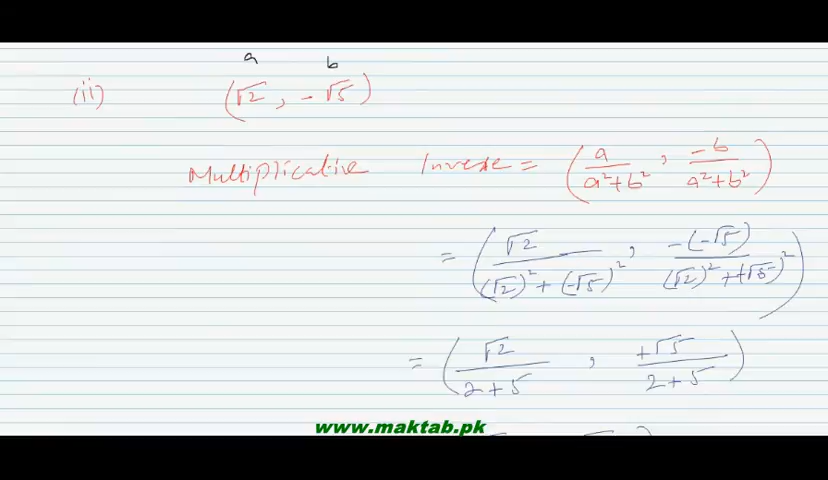 a b
(ii) (√2 , -√5)
Multiplicative Inverse = (a/(a²+b²) , -b/(a²+b²))
= (√2/((√2)²+(-√5)²) , -(-√5)/((√2)²+(-√5)²))
= (√2/(2+5) , +√5/(2+5))
www.maktab.pk